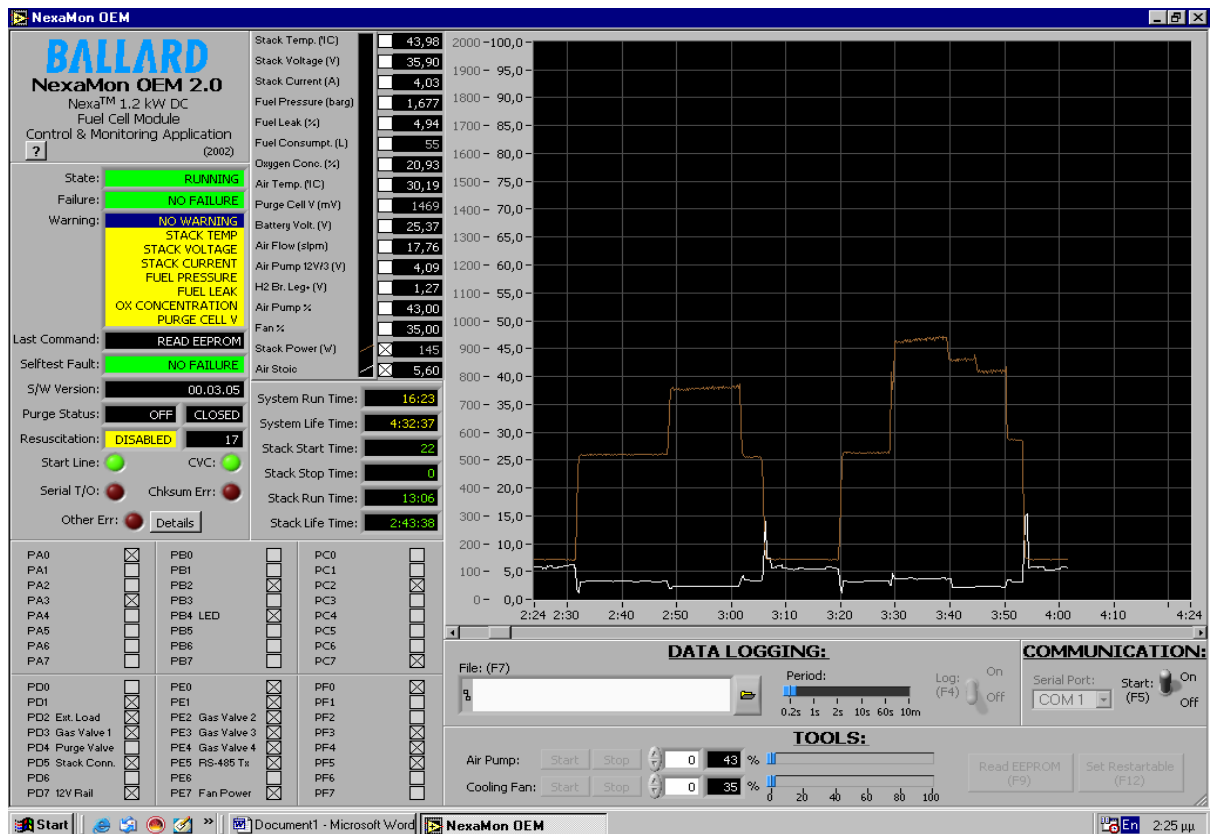 NexaMon OEM
BALLARD
NexaMon OEM 2.0
Nexa™ 1.2 kW DC
Fuel Cell Module
Control & Monitoring Application
? (2002)
State: RUNNING
Failure: NO FAILURE
Warning: NO WARNING
STACK TEMP
STACK VOLTAGE
STACK CURRENT
FUEL PRESSURE
FUEL LEAK
OX CONCENTRATION
PURGE CELL V
Last Command: READ EEPROM
Selftest Fault: NO FAILURE
S/W Version: 00.03.05
Purge Status: OFF CLOSED
Resuscitation: DISABLED 17
Start Line: CVC:
Serial T/O: Chksum Err:
Other Err: Details
Stack Temp. (°C) 43,98
Stack Voltage (V) 35,90
Stack Current (A) 4,03
Fuel Pressure (barg) 1,677
Fuel Leak (%) 4,94
Fuel Consumpt. (L) 55
Oxygen Conc. (%) 20,93
Air Temp. (°C) 30,19
Purge Cell V (mV) 1469
Battery Volt. (V) 25,37
Air Flow (slpm) 17,76
Air Pump 12V/3 (V) 4,09
H2 Br. Leg+ (V) 1,27
Air Pump % 43,00
Fan % 35,00
Stack Power (W) 145
Air Stoic 5,60
System Run Time: 16:23
System Life Time: 4:32:37
Stack Start Time: 22
Stack Stop Time: 0
Stack Run Time: 13:06
Stack Life Time: 2:43:38
2000 100,0
1900 95,0
1800 90,0
1700 85,0
1600 80,0
1500 75,0
1400 70,0
1300 65,0
1200 60,0
1100 55,0
1000 50,0
900 45,0
800 40,0
700 35,0
600 30,0
500 25,0
400 20,0
300 15,0
200 10,0
100 5,0
0 0,0
2:24 2:30 2:40 2:50 3:00 3:10 3:20 3:30 3:40 3:50 4:00 4:10 4:24
PA0 PB0 PC0
PA1 PB1 PC1
PA2 PB2 PC2
PA3 PB3 PC3
PA4 PB4 LED PC4
PA5 PB5 PC5
PA6 PB6 PC6
PA7 PB7 PC7
PD0 PE0 PF0
PD1 PE1 PF1
PD2 Ext. Load PE2 Gas Valve 2 PF2
PD3 Gas Valve 1 PE3 Gas Valve 3 PF3
PD4 Purge Valve PE4 Gas Valve 4 PF4
PD5 Stack Conn. PE5 RS-485 Tx PF5
PD6 PE6 PF6
PD7 12V Rail PE7 Fan Power PF7
DATA LOGGING:
File: (F7)
Period:
0.2s 1s 2s 10s 60s 10m
Log: On
(F4) Off
COMMUNICATION:
Serial Port: Start: On
COM 1 (F5) Off
TOOLS:
Air Pump: Start Stop 0 43 %
Cooling Fan: Start Stop 0 35 %
0 20 40 60 80 100
Read EEPROM
(F9)
Set Restartable
(F12)
Start » Document1 - Microsoft Word NexaMon OEM En 2:25 μμ